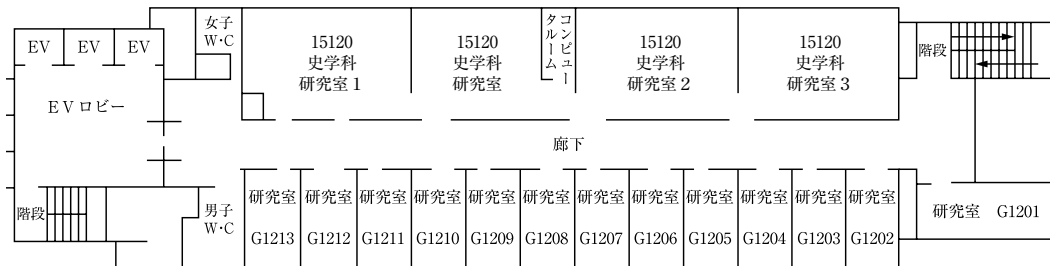 EV
EV
EV
女子
W・C
15120
史学科
研究室1
15120
史学科
研究室
コンピュー
タルーム
15120
史学科
研究室2
15120
史学科
研究室3
階段
EVロビー
廊下
階段
男子
W・C
研究室
G1213
研究室
G1212
研究室
G1211
研究室
G1210
研究室
G1209
研究室
G1208
研究室
G1207
研究室
G1206
研究室
G1205
研究室
G1204
研究室
G1203
研究室
G1202
研究室 G1201